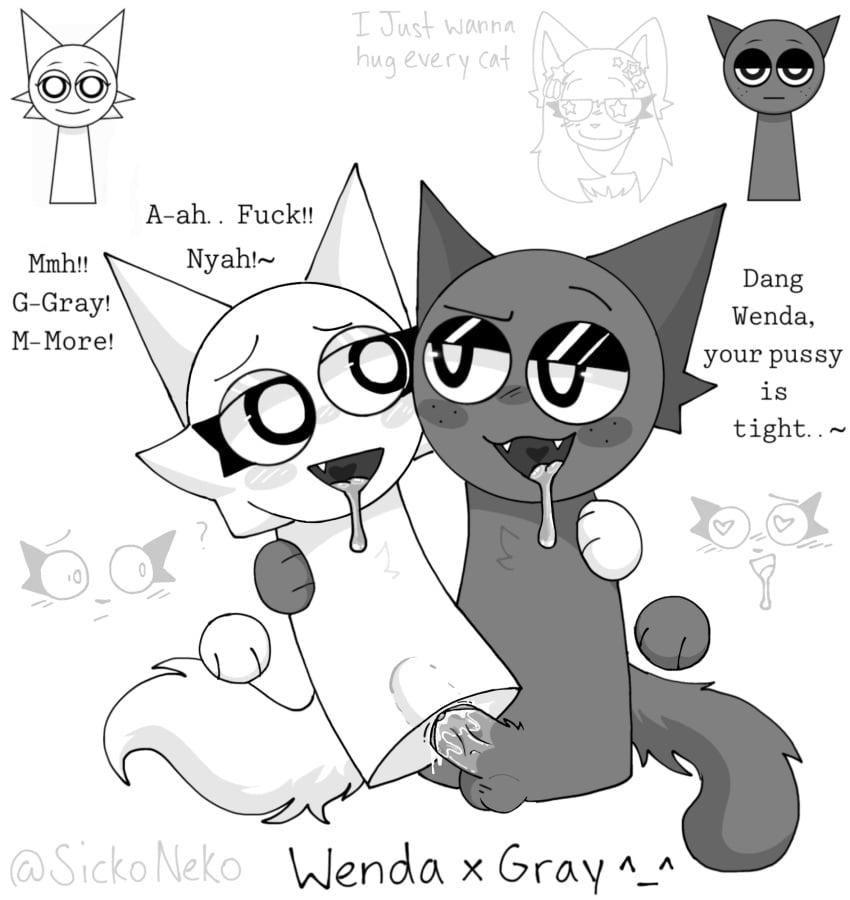 I Just wanna
hug every cat
A-ah.. Fuck!!
Nyah!~
Mmh!!
G-Gray!
M-More!
Dang
Wenda,
your pussy
is
tight..~
?
@SickoNeko
Wenda x Gray ^_^